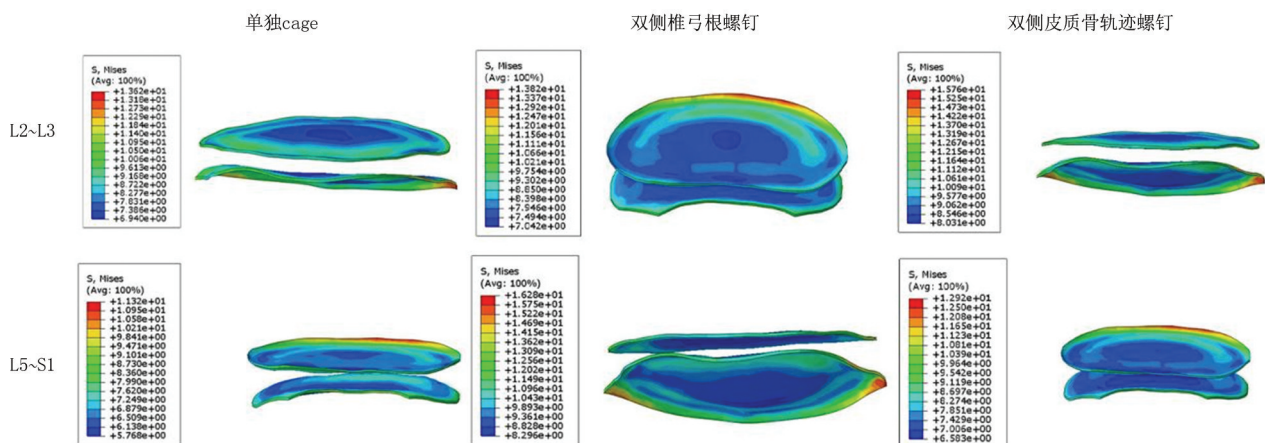 单独cage
双侧椎弓根螺钉
双侧皮质骨轨迹螺钉
L2~L3
S, Mises
(Avg: 100%)
+1.362e+01
+1.318e+01
+1.273e+01
+1.229e+01
+1.184e+01
+1.140e+01
+1.095e+01
+1.050e+01
+1.006e+01
+9.613e+00
+9.168e+00
+8.722e+00
+8.277e+00
+7.831e+00
+7.386e+00
+6.940e+00
S, Mises
(Avg: 100%)
+1.382e+01
+1.337e+01
+1.292e+01
+1.247e+01
+1.201e+01
+1.156e+01
+1.111e+01
+1.066e+01
+1.021e+01
+9.754e+00
+9.302e+00
+8.850e+00
+8.398e+00
+7.946e+00
+7.494e+00
+7.042e+00
S, Mises
(Avg: 100%)
+1.576e+01
+1.525e+01
+1.473e+01
+1.422e+01
+1.370e+01
+1.319e+01
+1.267e+01
+1.215e+01
+1.164e+01
+1.112e+01
+1.061e+01
+1.009e+01
+9.577e+00
+9.062e+00
+8.546e+00
+8.031e+00
L5~S1
S, Mises
(Avg: 100%)
+1.132e+01
+1.095e+01
+1.058e+01
+1.021e+01
+9.841e+00
+9.471e+00
+9.101e+00
+8.730e+00
+8.360e+00
+7.990e+00
+7.620e+00
+7.249e+00
+6.879e+00
+6.509e+00
+6.138e+00
+5.768e+00
S, Mises
(Avg: 100%)
+1.628e+01
+1.575e+01
+1.522e+01
+1.469e+01
+1.415e+01
+1.362e+01
+1.309e+01
+1.256e+01
+1.202e+01
+1.149e+01
+1.096e+01
+1.043e+01
+9.893e+00
+9.361e+00
+8.828e+00
+8.296e+00
S, Mises
(Avg: 100%)
+1.292e+01
+1.250e+01
+1.208e+01
+1.165e+01
+1.123e+01
+1.081e+01
+1.039e+01
+9.964e+00
+9.542e+00
+9.119e+00
+8.697e+00
+8.274e+00
+7.851e+00
+7.429e+00
+7.006e+00
+6.583e+00